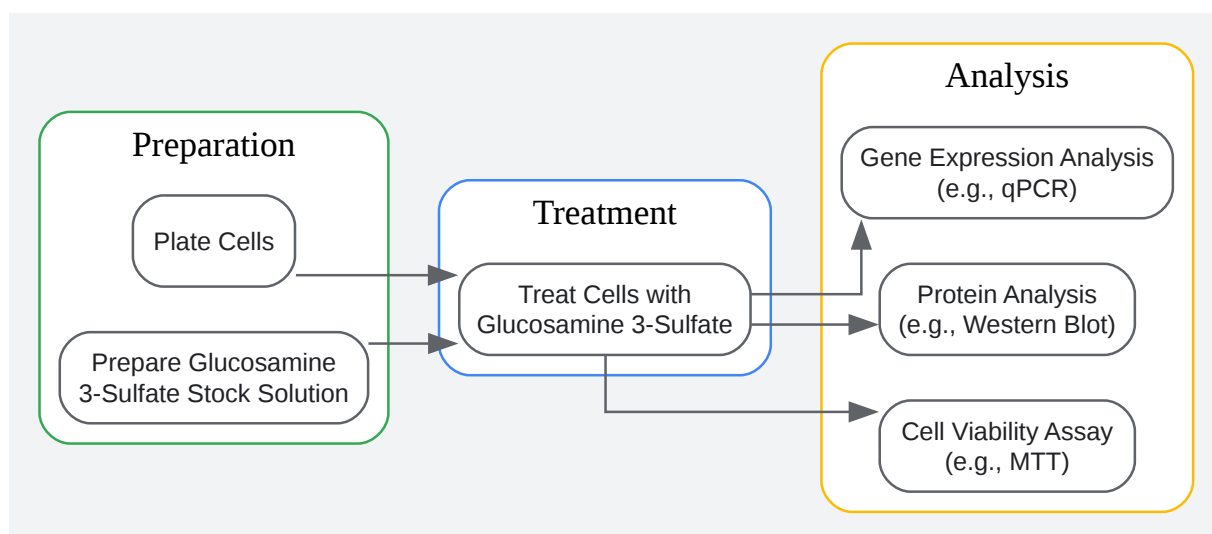 Preparation
Plate Cells
Prepare Glucosamine
3-Sulfate Stock Solution
Treatment
Treat Cells with
Glucosamine 3-Sulfate
Analysis
Gene Expression Analysis
(e.g., qPCR)
Protein Analysis
(e.g., Western Blot)
Cell Viability Assay
(e.g., MTT)